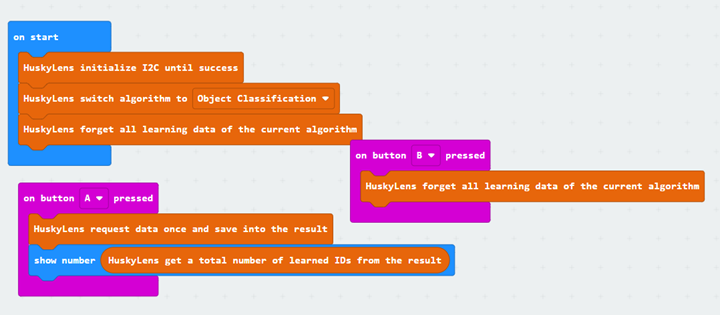 on start
HuskyLens initialize I2C until success
HuskyLens switch algorithm to Object Classification
HuskyLens forget all learning data of the current algorithm
on button B pressed
HuskyLens forget all learning data of the current algorithm
on button A pressed
HuskyLens request data once and save into the result
show number HuskyLens get a total number of learned IDs from the result